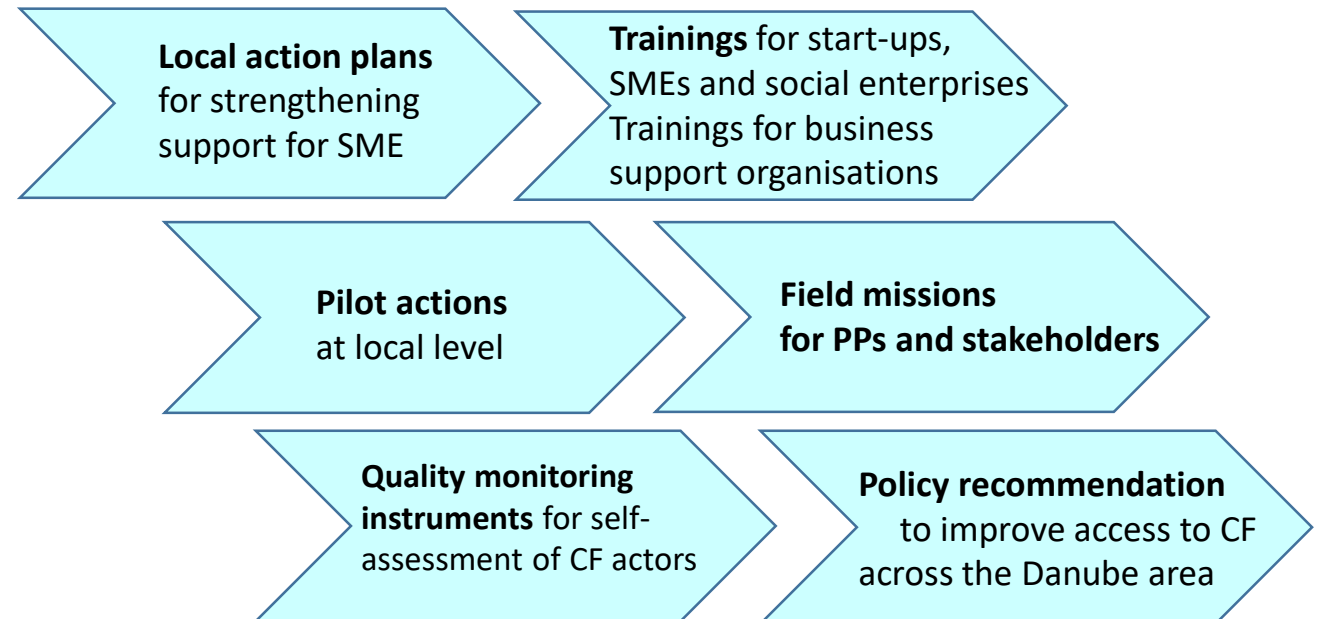 Local action plans
for strengthening
support for SME
Trainings for start-ups,
SMEs and social enterprises
Trainings for business
support organisations
Pilot actions
at local level
Field missions
for PPs and stakeholders
Quality monitoring
instruments for self-
assessment of CF actors
Policy recommendation
to improve access to CF
across the Danube area